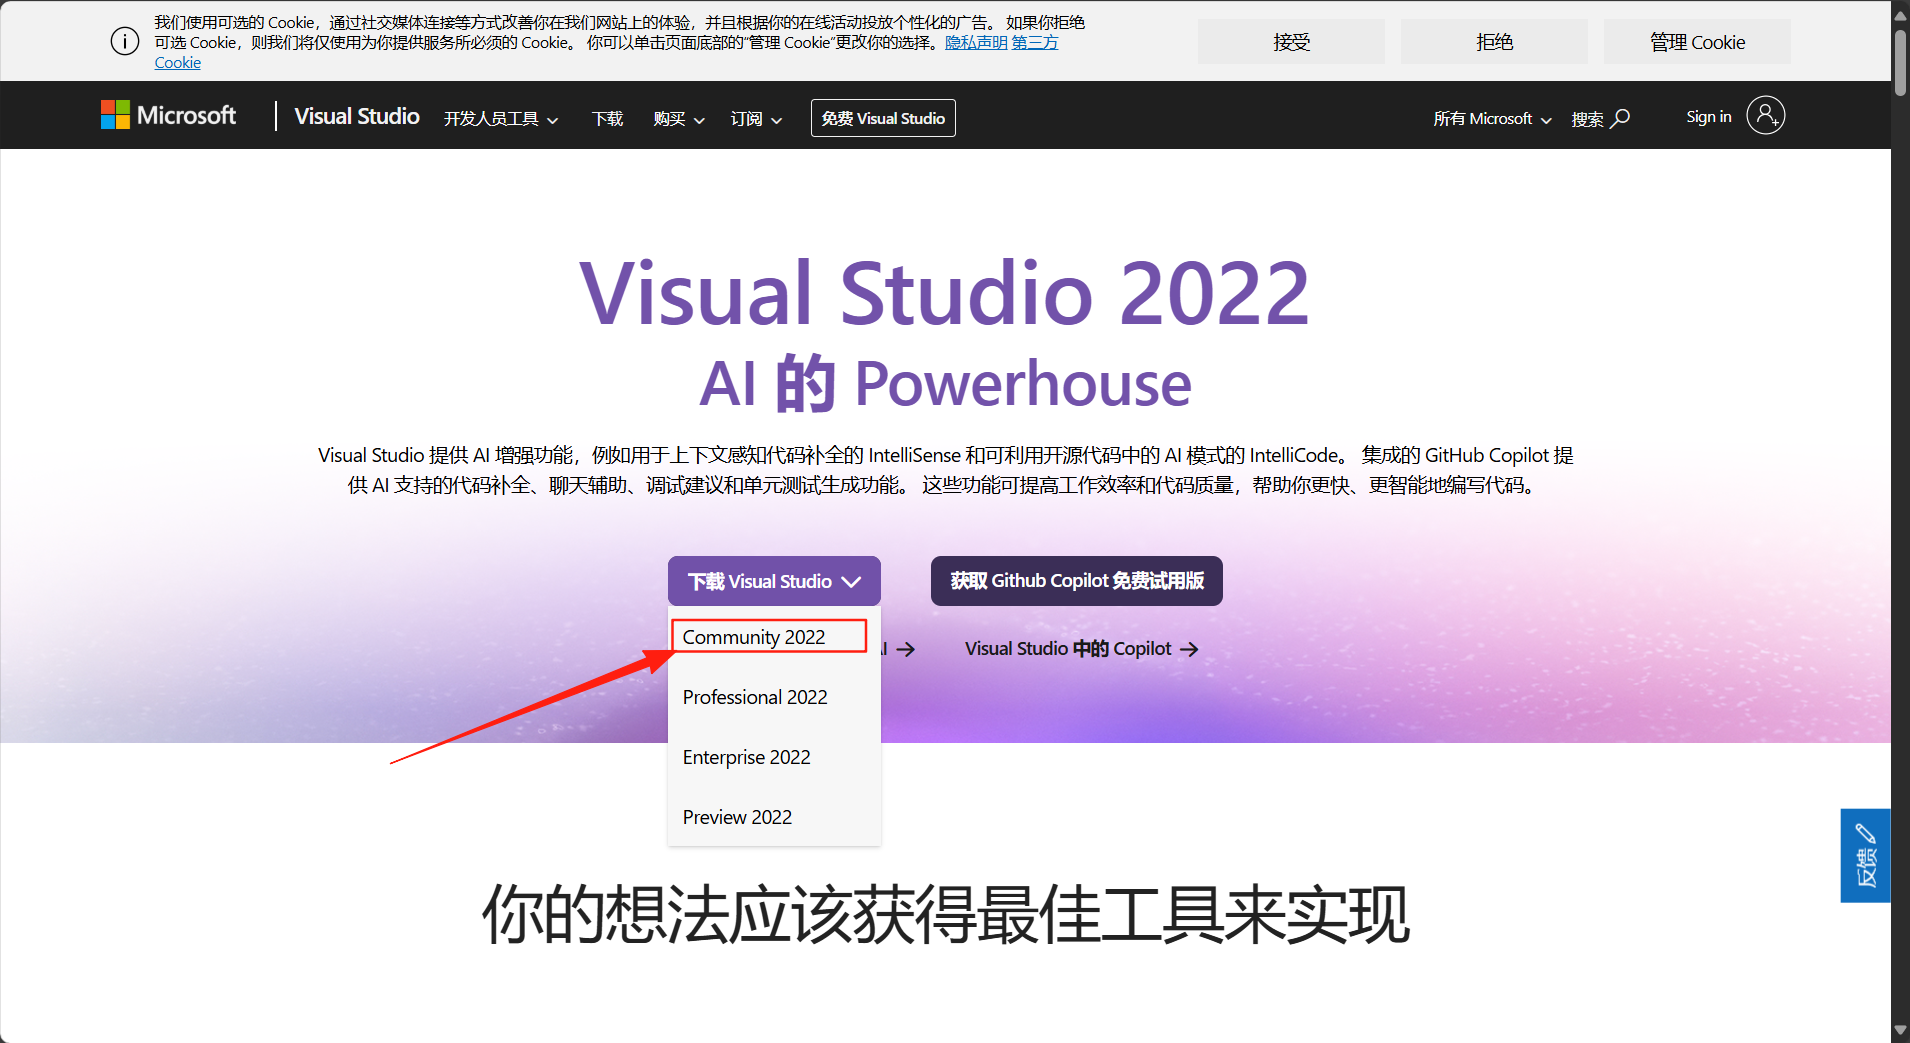 我们使用可选的 Cookie，通过社交媒体连接等方式改善你在我们网站上的体验，并且根据你的在线活动投放个性化的广告。 如果你拒绝
可选 Cookie，则我们将仅使用为你提供服务所必须的 Cookie。 你可以单击页面底部的“管理 Cookie”更改你的选择。隐私声明 第三方
Cookie
接受
拒绝
管理 Cookie
Microsoft
Visual Studio
开发人员工具
下载
购买
订阅
免费 Visual Studio
所有 Microsoft
搜索
Sign in
Visual Studio 2022
AI 的 Powerhouse
Visual Studio 提供 AI 增强功能，例如用于上下文感知代码补全的 IntelliSense 和可利用开源代码中的 AI 模式的 IntelliCode。 集成的 GitHub Copilot 提
供 AI 支持的代码补全、聊天辅助、调试建议和单元测试生成功能。 这些功能可提高工作效率和代码质量，帮助你更快、更智能地编写代码。
下载 Visual Studio
获取 Github Copilot 免费试用版
Community 2022
Visual Studio 中的 Copilot →
Professional 2022
Enterprise 2022
Preview 2022
反馈
你的想法应该获得最佳工具来实现